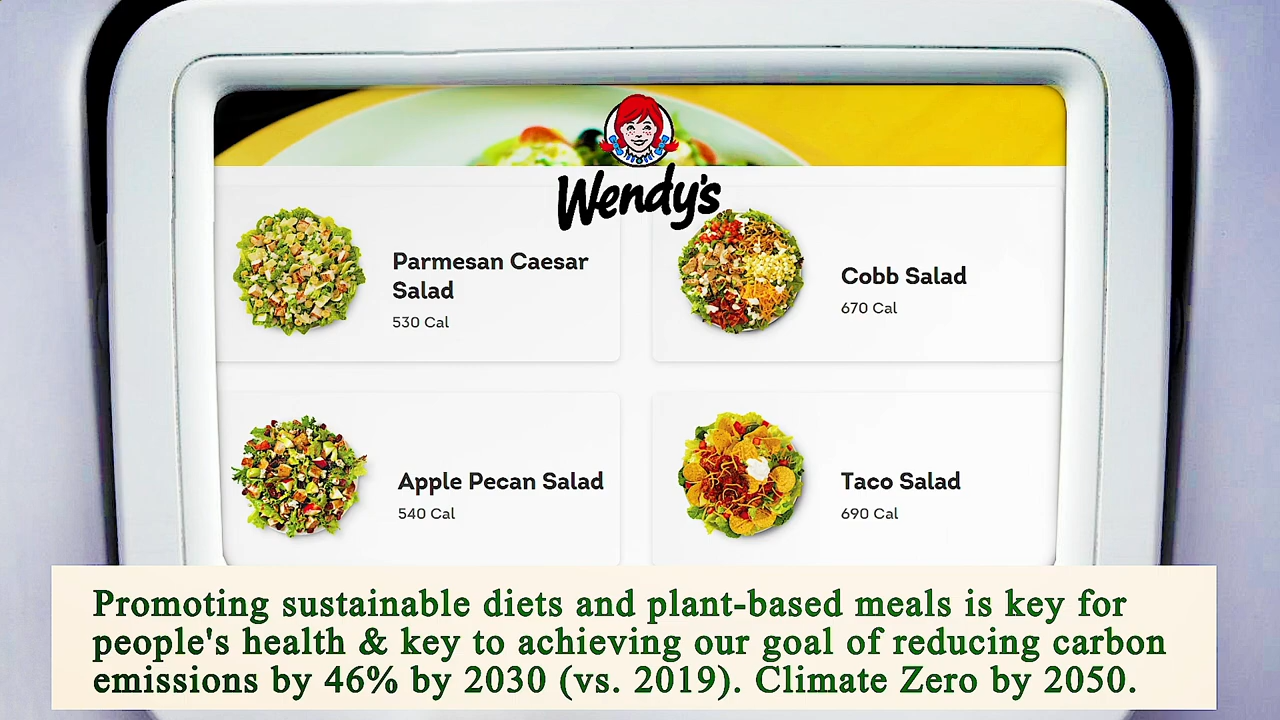 Wendy's
Parmesan Caesar
Salad
530 Cal
Cobb Salad
670 Cal
Apple Pecan Salad
540 Cal
Taco Salad
690 Cal
Promoting sustainable diets and plant-based meals is key for
people's health & key to achieving our goal of reducing carbon
emissions by 46% by 2030 (vs. 2019). Climate Zero by 2050.